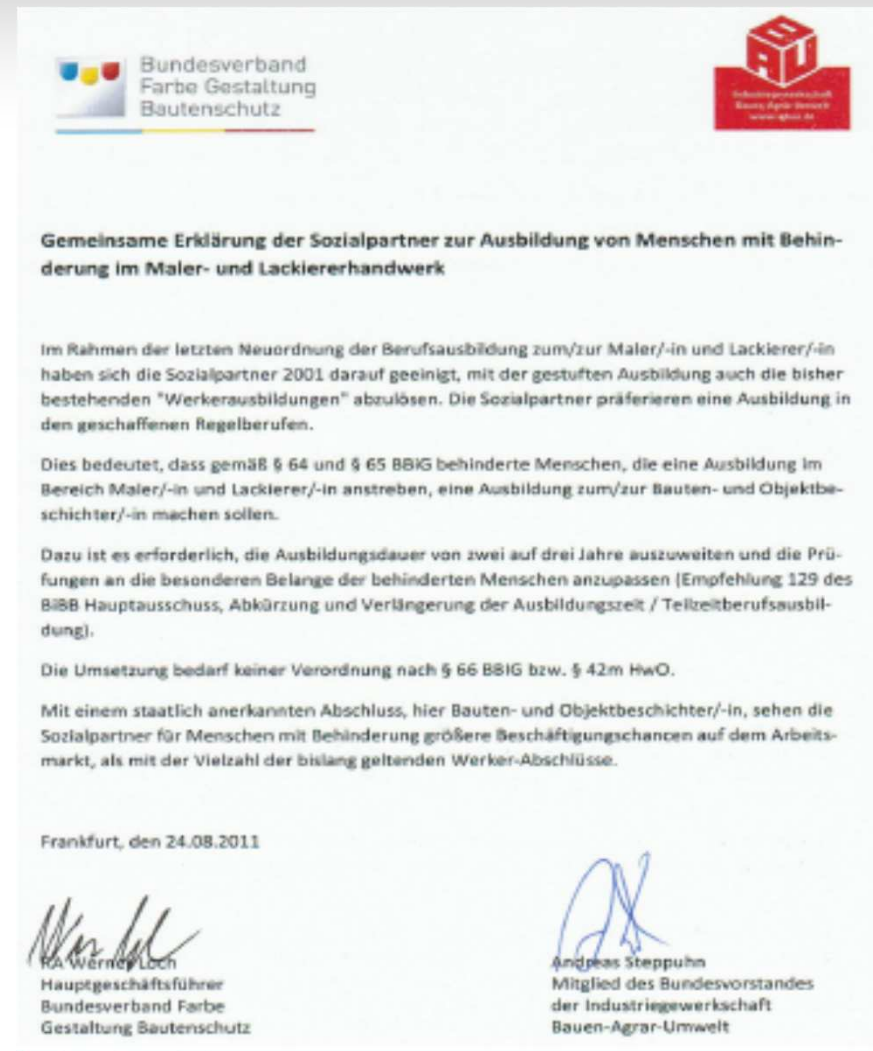 Bundesverband
Farbe Gestaltung
Bautenschutz
BAU
Industriegewerkschaft
Bauen-Agrar-Umwelt
www.igbau.de
Gemeinsame Erklärung der Sozialpartner zur Ausbildung von Menschen mit Behin-
derung im Maler- und Lackiererhandwerk
Im Rahmen der letzten Neuordnung der Berufsausbildung zum/zur Maler/-in und Lackierer/-in
haben sich die Sozialpartner 2001 darauf geeinigt, mit der gestuften Ausbildung auch die bisher
bestehenden "Werkerausbildungen" abzulösen. Die Sozialpartner präferieren eine Ausbildung in
den geschaffenen Regelberufen.
Dies bedeutet, dass gemäß § 64 und § 65 BBiG behinderte Menschen, die eine Ausbildung im
Bereich Maler/-in und Lackierer/-in anstreben, eine Ausbildung zum/zur Bauten- und Objektbe-
schichter/-in machen sollen.
Dazu ist es erforderlich, die Ausbildungsdauer von zwei auf drei Jahre auszuweiten und die Prü-
fungen an die besonderen Belange der behinderten Menschen anzupassen (Empfehlung 129 des
BIBB Hauptausschuss, Abkürzung und Verlängerung der Ausbildungszeit / Teilzeitberufsausbil-
dung).
Die Umsetzung bedarf keiner Verordnung nach § 66 BBIG bzw. § 42m HwO.
Mit einem staatlich anerkannten Abschluss, hier Bauten- und Objektbeschichter/-in, sehen die
Sozialpartner für Menschen mit Behinderung größere Beschäftigungschancen auf dem Arbeits-
markt, als mit der Vielzahl der bislang geltenden Werker-Abschlüsse.
Frankfurt, den 24.08.2011
RA Werner Loch
Hauptgeschäftsführer
Bundesverband Farbe
Gestaltung Bautenschutz
Andreas Steppuhn
Mitglied des Bundesvorstandes
der Industriegewerkschaft
Bauen-Agrar-Umwelt